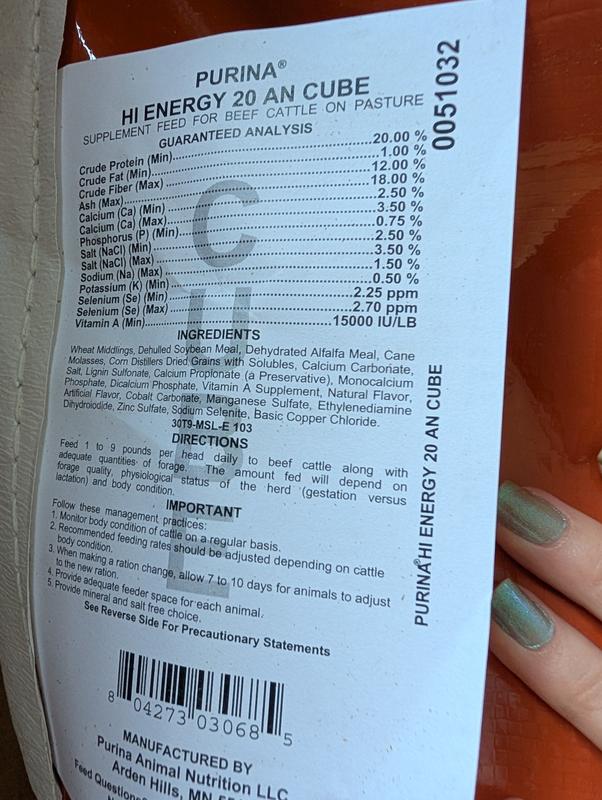 PURINA®
HI ENERGY 20 AN CUBE
SUPPLEMENT FEED FOR BEEF CATTLE ON PASTURE
GUARANTEED ANALYSIS
Crude Protein (Min)...20.00 %
Crude Fat (Min)...1.00 %
Crude Fiber (Max)...12.00 %
Ash (Max)...18.00 %
Calcium (Ca) (Min)...2.50 %
Calcium (Ca) (Max)...3.50 %
Phosphorus (P) (Min)...0.75 %
Salt (NaCl) (Min)...2.50 %
Salt (NaCl) (Max)...3.50 %
Sodium (Na) (Max)...1.50 %
Potassium (K) (Min)...0.50 %
Selenium (Se) (Min)...2.25 ppm
Selenium (Se) (Max)...2.70 ppm
Vitamin A (Min)...15000 IU/LB
INGREDIENTS
Wheat Middlings, Dehulled Soybean Meal, Dehydrated Alfalfa Meal, Cane
Molasses, Corn Distillers Dried Grains with Solubles, Calcium Carbonate,
Salt, Lignin Sulfonate, Calcium Propionate (a Preservative), Monocalcium
Phosphate, Dicalcium Phosphate, Vitamin A Supplement, Natural Flavor,
Artificial Flavor, Cobalt Carbonate, Manganese Sulfate, Ethylenediamine
Dihydroiodide, Zinc Sulfate, Sodium Selenite, Basic Copper Chloride.
30T9-MSL-E 103
DIRECTIONS
Feed 1 to 9 pounds per head daily to beef cattle along with
adequate quantities of forage. The amount fed will depend on
forage quality, physiological status of the herd (gestation versus
lactation) and body condition.
IMPORTANT
Follow these management practices:
1. Monitor body condition of cattle on a regular basis.
2. Recommended feeding rates should be adjusted depending on cattle
body condition.
3. When making a ration change, allow 7 to 10 days for animals to adjust
to the new ration.
4. Provide adequate feeder space for each animal.
5. Provide mineral and salt free choice.
See Reverse Side For Precautionary Statements
8 04273 03068 5
MANUFACTURED BY
Purina Animal Nutrition LLC
Arden Hills, MN
Feed Questions
0051032
PURINA® HI ENERGY 20 AN CUBE